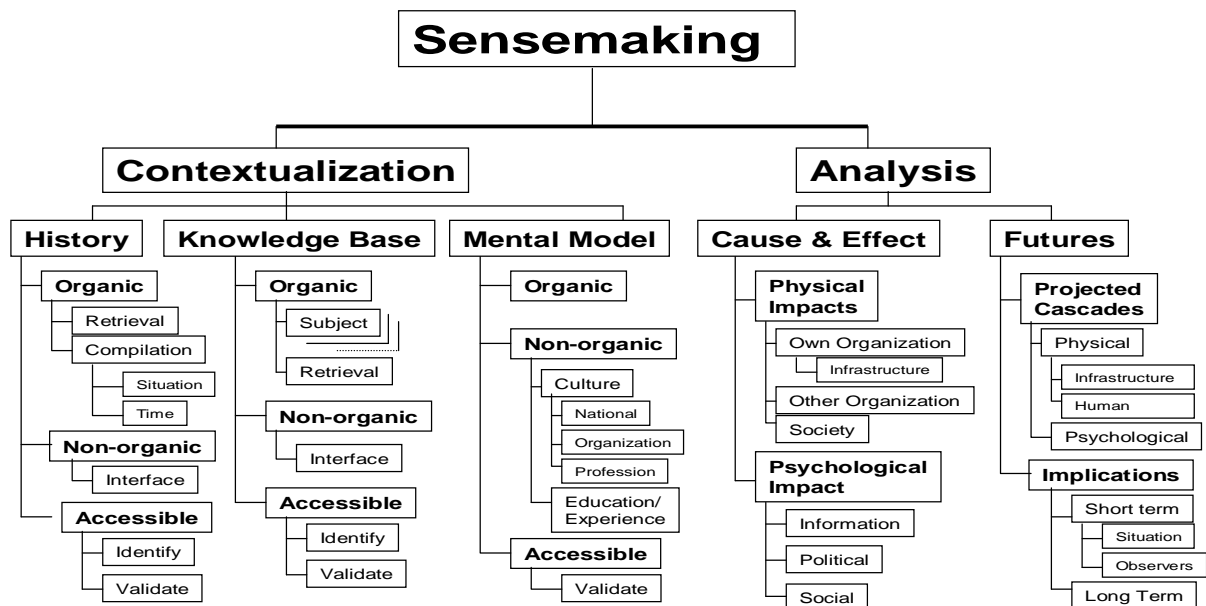 Sensemaking
Contextualization
Analysis
History
Knowledge Base
Mental Model
Cause & Effect
Futures
Organic
Retrieval
Compilation
Situation
Time
Non-organic
Interface
Accessible
Identify
Validate
Organic
Subject
Retrieval
Non-organic
Interface
Accessible
Identify
Validate
Organic
Non-organic
Culture
National
Organization
Profession
Education/
Experience
Accessible
Validate
Physical
Impacts
Own Organization
Infrastructure
Other Organization
Society
Psychological
Impact
Information
Political
Social
Projected
Cascades
Physical
Infrastructure
Human
Psychological
Implications
Short term
Situation
Observers
Long Term